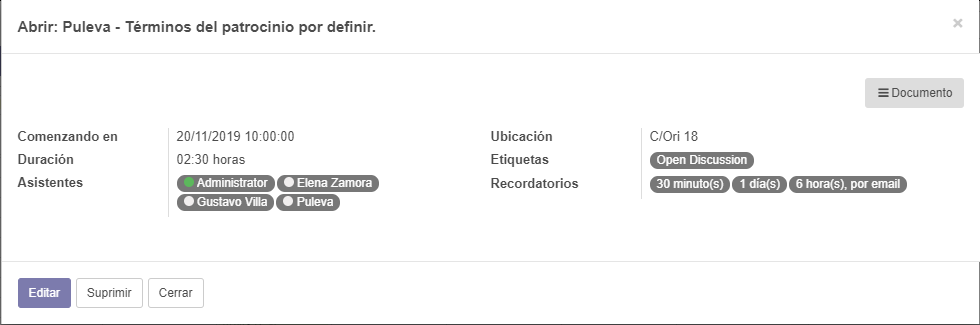 Abrir: Puleva - Términos del patrocinio por definir.
×
Documento
Comenzando en 20/11/2019 10:00:00
Duración 02:30 horas
Asistentes Administrator Elena Zamora
Gustavo Villa Puleva
Ubicación C/Ori 18
Etiquetas Open Discussion
Recordatorios 30 minuto(s) 1 día(s) 6 hora(s), por email
Editar Suprimir Cerrar